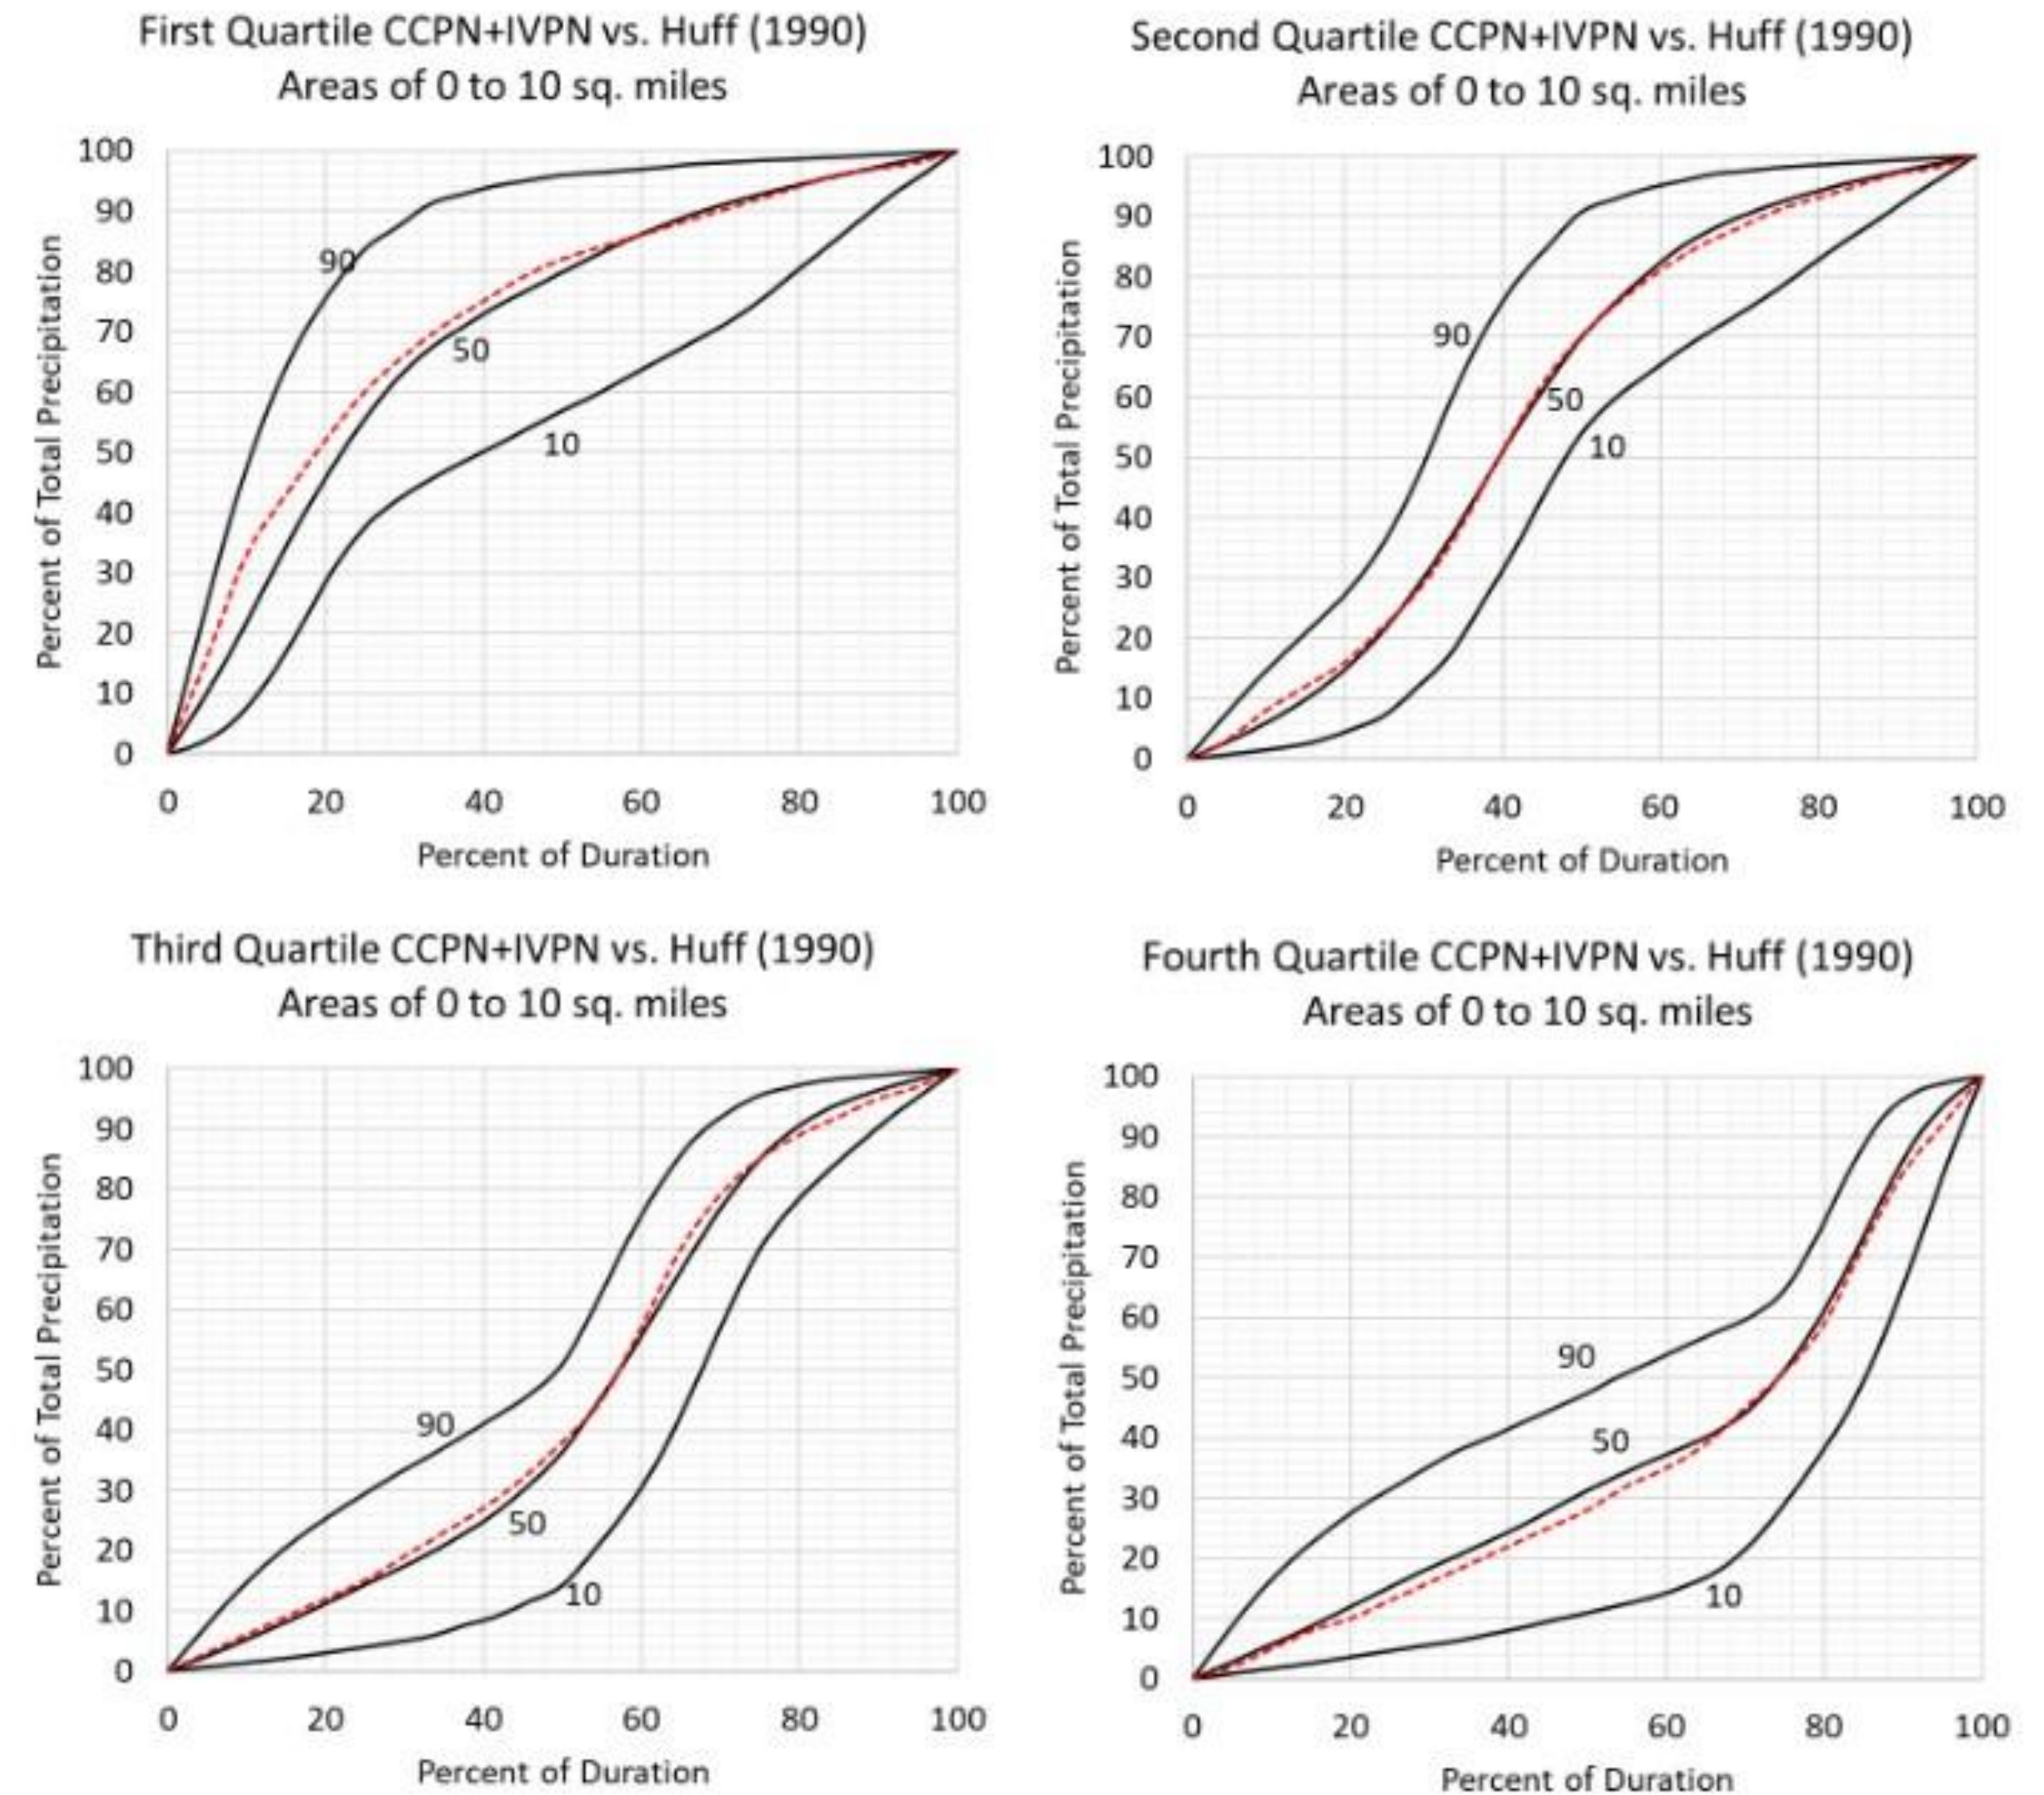 First Quartile CCPN+IVPN vs. Huff (1990)
Areas of 0 to 10 sq. miles
Percent of Total Precipitation
100
90
80
70
60
50
40
30
20
10
0
90
50
10
0 20 40 60 80 100
Percent of Duration
Second Quartile CCPN+IVPN vs. Huff (1990)
Areas of 0 to 10 sq. miles
Percent of Total Precipitation
100
90
80
70
60
50
40
30
20
10
0
90
50
10
0 20 40 60 80 100
Percent of Duration
Third Quartile CCPN+IVPN vs. Huff (1990)
Areas of 0 to 10 sq. miles
Percent of Total Precipitation
100
90
80
70
60
50
40
30
20
10
0
90
50
10
0 20 40 60 80 100
Percent of Duration
Fourth Quartile CCPN+IVPN vs. Huff (1990)
Areas of 0 to 10 sq. miles
Percent of Total Precipitation
100
90
80
70
60
50
40
30
20
10
0
90
50
10
0 20 40 60 80 100
Percent of Duration